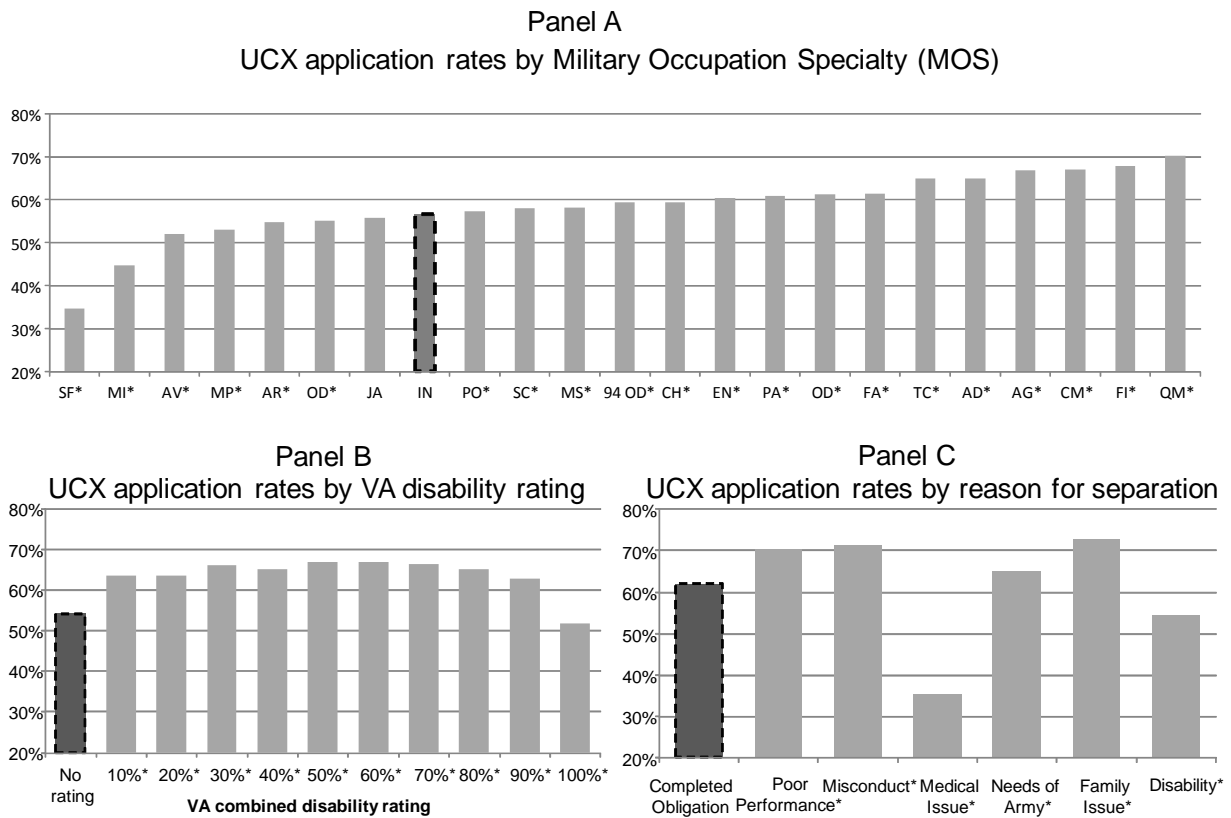 Panel A
UCX application rates by Military Occupation Specialty (MOS)
80%
70%
60%
50%
40%
30%
20%
SF* MI* AV* MP* AR* OD* JA IN PO* SC* MS* 94 OD* CH* EN* PA* OD* FA* TC* AD* AG* CM* FI* QM*
Panel B
UCX application rates by VA disability rating
80%
70%
60%
50%
40%
30%
20%
No rating 10%* 20%* 30%* 40%* 50%* 60%* 70%* 80%* 90%* 100%*
VA combined disability rating
Panel C
UCX application rates by reason for separation
80%
70%
60%
50%
40%
30%
20%
Completed Obligation
Poor Performance*
Misconduct*
Medical Issue*
Needs of Army*
Family Issue*
Disability*